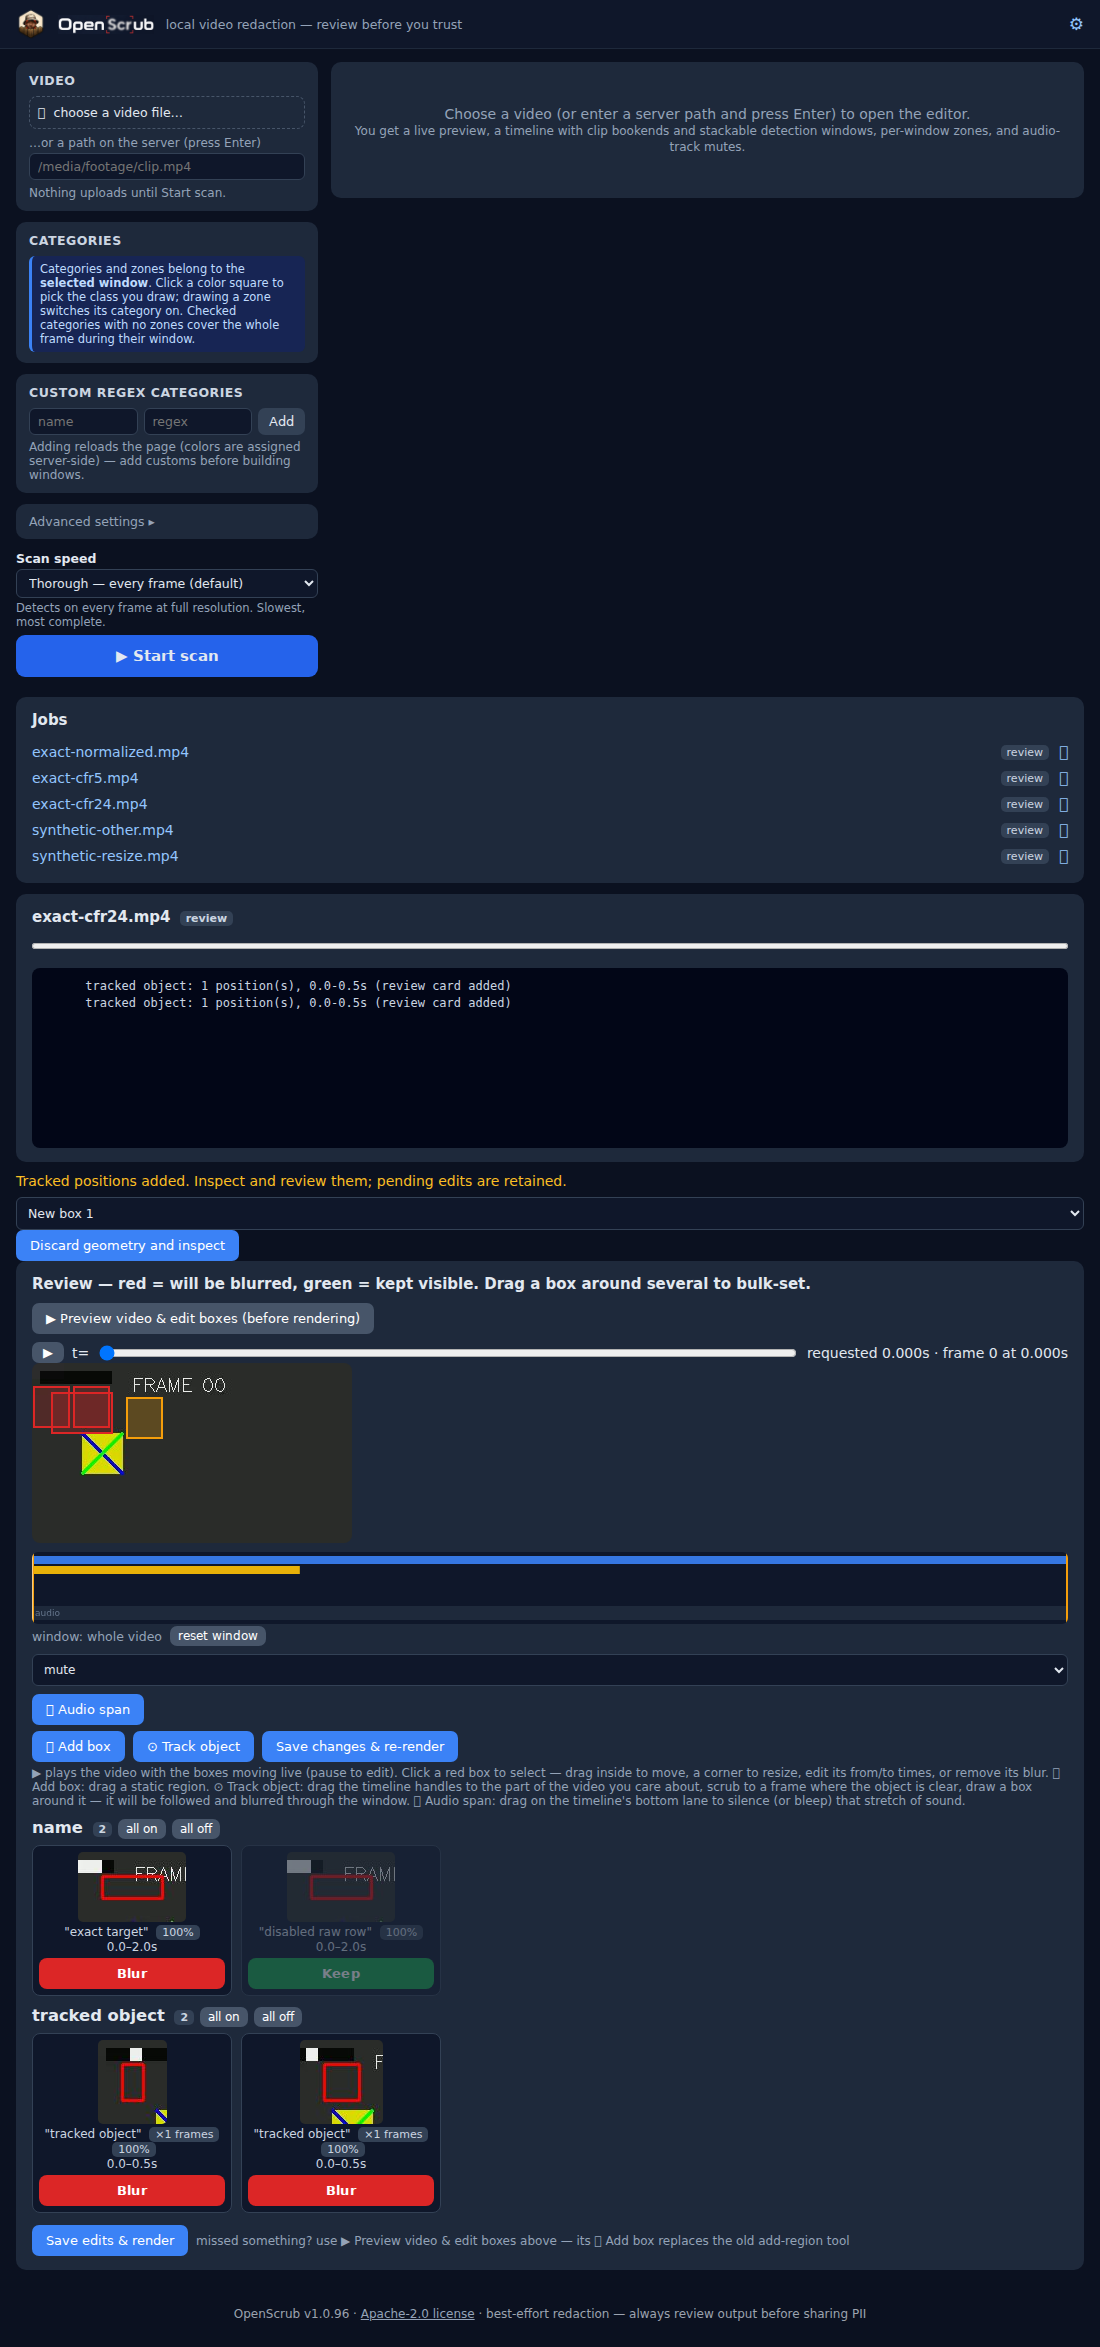 OpenScrub local video redaction — review before you trust ⚙
VIDEO
choose a video file...
...or a path on the server (press Enter)
/media/footage/clip.mp4
Nothing uploads until Start scan.
Choose a video (or enter a server path and press Enter) to open the editor.
You get a live preview, a timeline with clip bookends and stackable detection windows, per-window zones, and audio-
track mutes.
CATEGORIES
Categories and zones belong to the
selected window. Click a color square to
pick the class you draw; drawing a zone
switches its category on. Checked
categories with no zones cover the whole
frame during their window.
CUSTOM REGEX CATEGORIES
name regex Add
Adding reloads the page (colors are assigned
server-side) — add customs before building
windows.
Advanced settings ▸
Scan speed
Thorough — every frame (default)
Detects on every frame at full resolution. Slowest,
most complete.
▶ Start scan
Jobs
exact-normalized.mp4 review
exact-cfr5.mp4 review
exact-cfr24.mp4 review
synthetic-other.mp4 review
synthetic-resize.mp4 review
exact-cfr24.mp4 review
tracked object: 1 position(s), 0.0-0.5s (review card added)
tracked object: 1 position(s), 0.0-0.5s (review card added)
Tracked positions added. Inspect and review them; pending edits are retained.
New box 1
Discard geometry and inspect
Review — red = will be blurred, green = kept visible. Drag a box around several to bulk-set.
▶ Preview video & edit boxes (before rendering)
▶ t= requested 0.000s · frame 0 at 0.000s
FRAME 00
audio
window: whole video reset window
mute
Audio span
Add box ⊙ Track object Save changes & re-render
▶ plays the video with the boxes moving live (pause to edit). Click a red box to select — drag inside to move, a corner to resize, edit its from/to times, or remove its blur.
Add box: drag a static region. ⊙ Track object: drag the timeline handles to the part of the video you care about, scrub to a frame where the object is clear, draw a box
around it — it will be followed and blurred through the window. Audio span: drag on the timeline's bottom lane to silence (or bleep) that stretch of sound.
name 2 all on all off
FRAMI FRAMI
"exact target" 100% "disabled raw row" 100%
0.0–2.0s 0.0–2.0s
Blur Keep
tracked object 2 all on all off
F
"tracked object" ×1 frames "tracked object" ×1 frames
100% 100%
0.0–0.5s 0.0–0.5s
Blur Blur
Save edits & render missed something? use ▶ Preview video & edit boxes above — its Add box replaces the old add-region tool
OpenScrub v1.0.96 · Apache-2.0 license · best-effort redaction — always review output before sharing PII